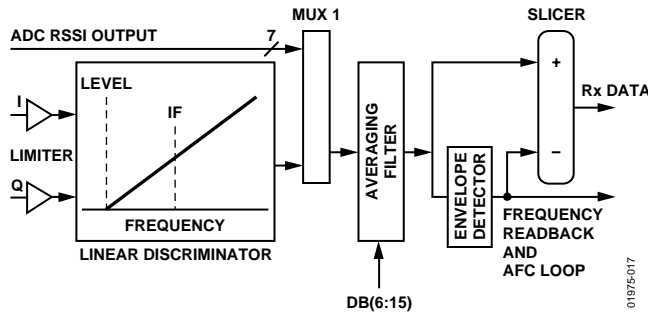 MUX 1
SLICER
ADC RSSI OUTPUT
7
LEVEL
I
IF
LIMITER
Q
FREQUENCY
LINEAR DISCRIMINATOR
AVERAGING
FILTER
DB(6:15)
ENVELOPE
DETECTOR
+
–
Rx DATA
FREQUENCY
READBACK
AND
AFC LOOP
01975-017